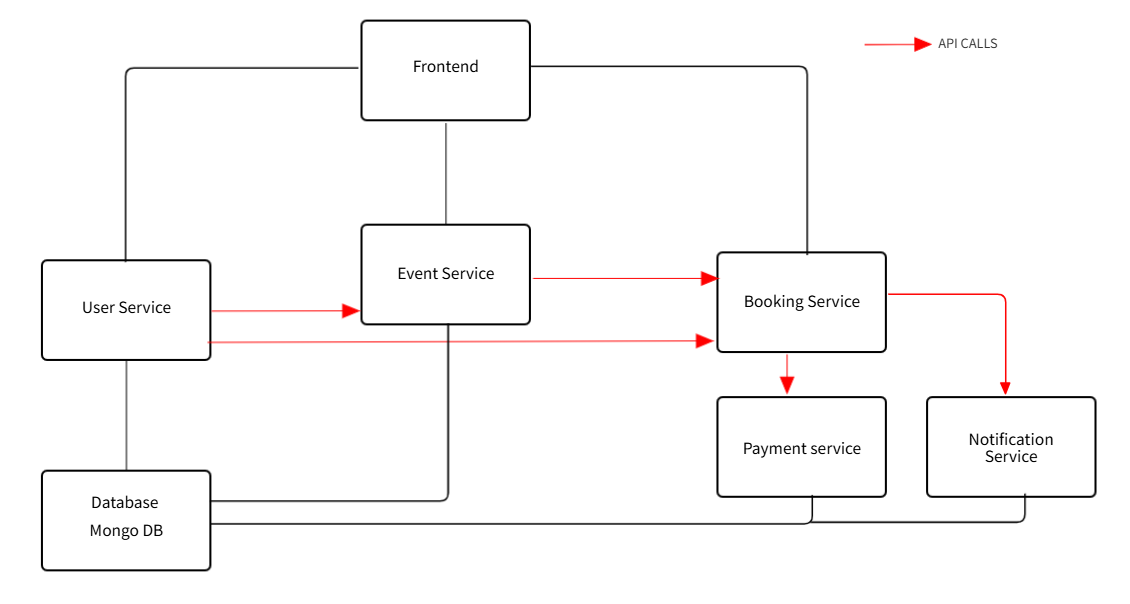 Frontend
API CALLS
Event Service
User Service
Booking Service
Payment service
Notification
Service
Database
Mongo DB